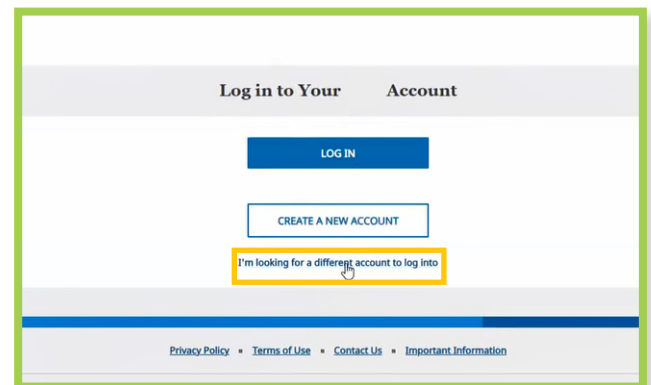 Log in to Your Account
LOG IN
CREATE A NEW ACCOUNT
I'm looking for a different account to log into
Privacy Policy ▪ Terms of Use ▪ Contact Us ▪ Important Information